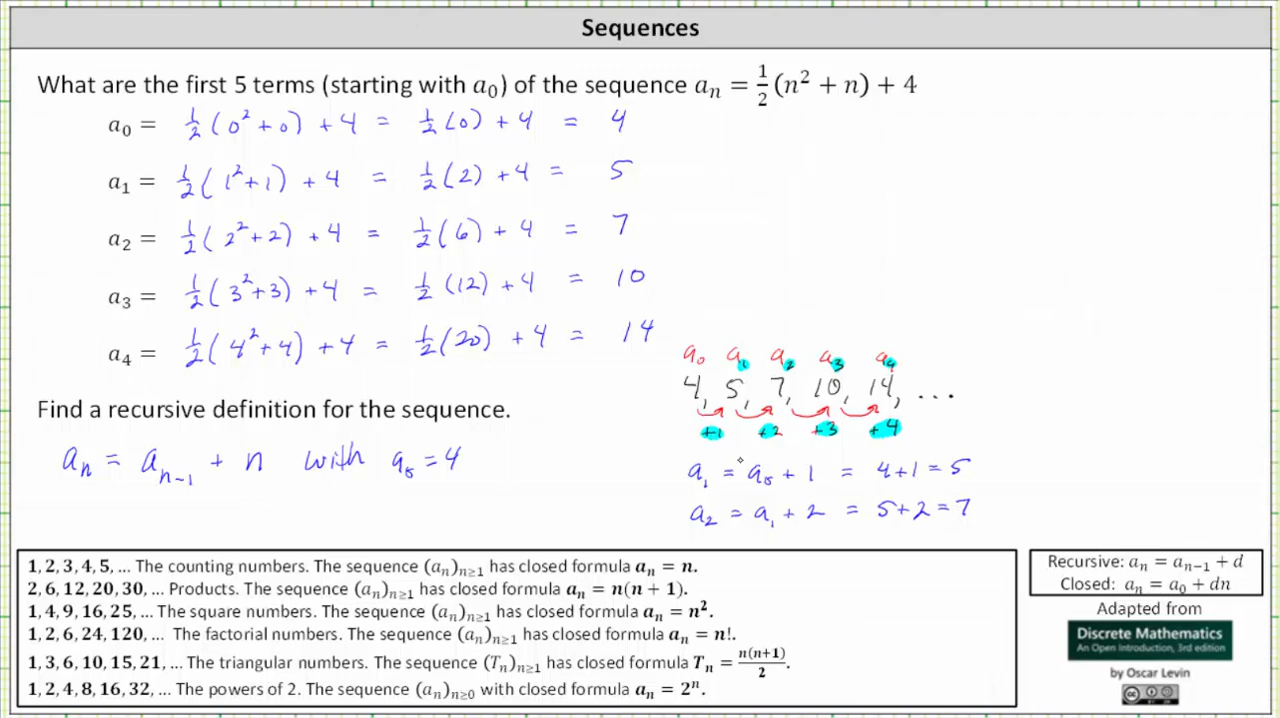 Sequences
What are the first 5 terms (starting with a₀) of the sequence aₙ = ½(n² + n) + 4
a₀ = ½(0² + 0) + 4 = ½(0) + 4 = 4
a₁ = ½(1² + 1) + 4 = ½(2) + 4 = 5
a₂ = ½(2² + 2) + 4 = ½(6) + 4 = 7
a₃ = ½(3² + 3) + 4 = ½(12) + 4 = 10
a₄ = ½(4² + 4) + 4 = ½(20) + 4 = 14
a₀ a₁ a₂ a₃ a₄
4, 5, 7, 10, 14, ...
+1 +2 +3 +4
Find a recursive definition for the sequence.
aₙ = aₙ₋₁ + n with a₀ = 4
a₁ = a₀ + 1 = 4+1 = 5
a₂ = a₁ + 2 = 5+2 = 7
1, 2, 3, 4, 5, ... The counting numbers. The sequence (aₙ)ₙ≥₁ has closed formula aₙ = n.
2, 6, 12, 20, 30, ... Products. The sequence (aₙ)ₙ≥₁ has closed formula aₙ = n(n + 1).
1, 4, 9, 16, 25, ... The square numbers. The sequence (aₙ)ₙ≥₁ has closed formula aₙ = n².
1, 2, 6, 24, 120, ... The factorial numbers. The sequence (aₙ)ₙ≥₁ has closed formula aₙ = n!.
1, 3, 6, 10, 15, 21, ... The triangular numbers. The sequence (Tₙ)ₙ≥₁ has closed formula Tₙ = n(n+1)/2.
1, 2, 4, 8, 16, 32, ... The powers of 2. The sequence (aₙ)ₙ≥₀ with closed formula aₙ = 2ⁿ.
Recursive: aₙ = aₙ₋₁ + d
Closed: aₙ = a₀ + dn
Adapted from
Discrete Mathematics
An Open Introduction, 3rd edition
by Oscar Levin